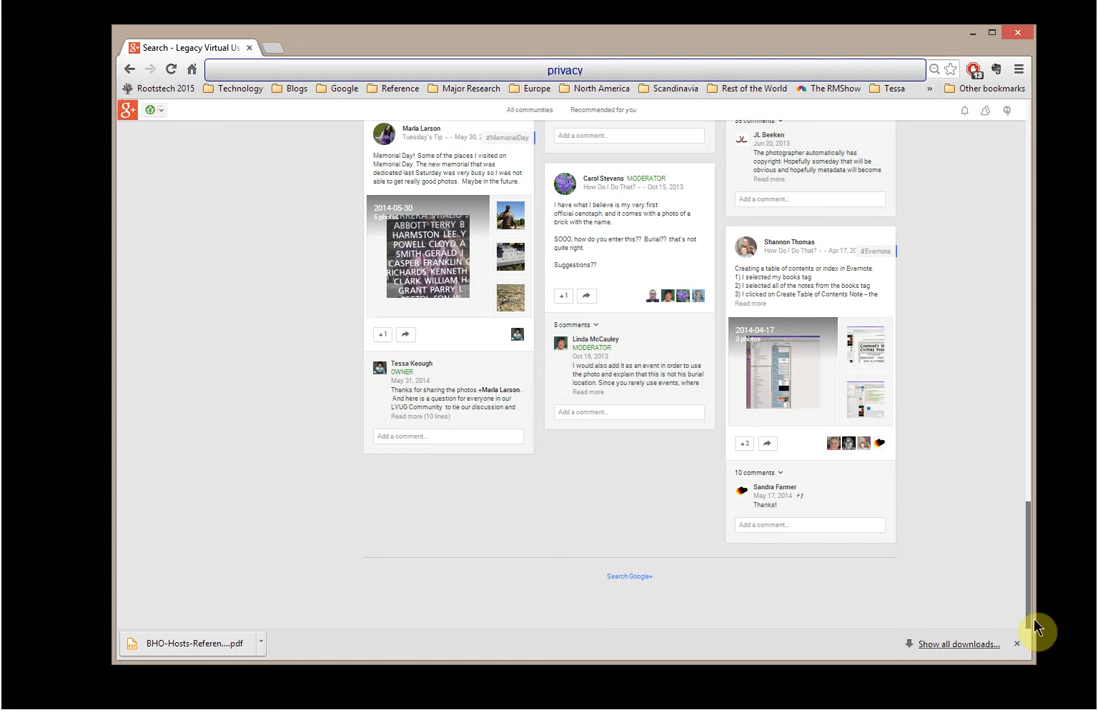 Search - Legacy Virtual Us
privacy
Rootstech 2015 Technology Blogs Google Reference Major Research Europe North America Scandinavia Rest of the World The RMShow Tessa » Other bookmarks
g+ All communities Recommended for you
Marla Larson
Tuesday's Tip - - May 30, 2 #MemorialDay
Memorial Day! Some of the places I visited on
Memorial Day. The new memorial that was
dedicated last Saturday was very busy so I was not
able to get really good photos. Maybe in the future.
2014-05-30
5 photos
ABBOTT TERRY B
HARMSTON LEE Y
POWELL CLOYD A
SMITH GERALD J
CASPER FRANKLIN
RICHARDS KENNETH
CLARK WILLIAM H
GRANT PARRY L
+1
Tessa Keough
OWNER
May 31, 2014
Thanks for sharing the photos +Marla Larson.
And here is a question for everyone in our
LVUG Community to tie our discussion and
Read more (10 lines)
Add a comment...
Add a comment...
Carol Stevens MODERATOR
How Do I Do That? - - Oct 15, 2013
I have what I believe is my very first
official cenotaph, and it comes with a photo of a
brick with the name.
SOOO, how do you enter this?? Burial?? that's not
quite right.
Suggestions??
+1
8 comments
Linda McCauley
MODERATOR
Oct 16, 2013
I would also add it as an event in order to use
the photo and explain that this is not his burial
location. Since you rarely use events, where
Read more
Add a comment...
comments
JL Beeken
Jun 20, 2013
The photographer automatically has
copyright. Hopefully someday that will be
obvious and hopefully metadata will become
Read more
Add a comment...
Shannon Thomas
How Do I Do That? - - Apr 17, 20 #Evernote
Creating a table of contents or index in Evernote.
1) I selected my books tag
2) I selected all of the notes from the books tag
3) I clicked on Create Table of Contents Note – the
Read more
2014-04-17
3 photos
+3
10 comments
Sandra Farmer
May 17, 2014 +1
Thanks!
Add a comment...
Search Google+
BHO-Hosts-Referen....pdf
Show all downloads...